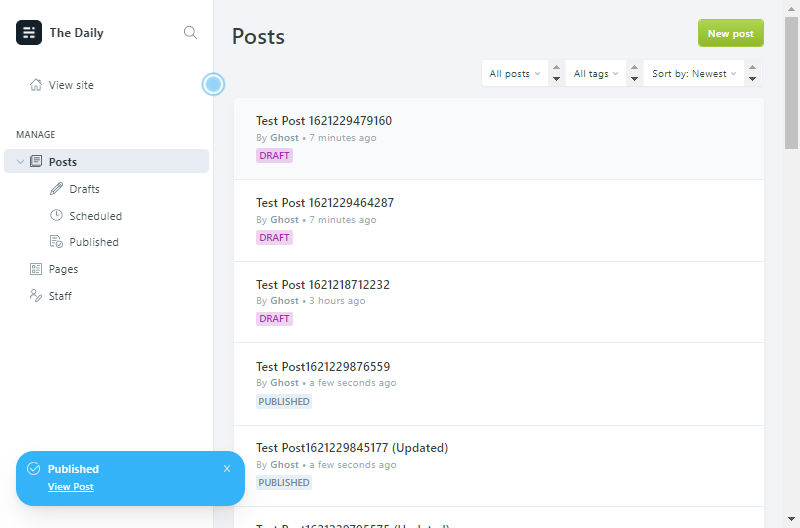 The Daily
View site
MANAGE
Posts
Drafts
Scheduled
Published
Pages
Staff
Posts
New post
All posts
All tags
Sort by: Newest
Test Post 1621229479160
By Ghost • 7 minutes ago
DRAFT
Test Post 1621229464287
By Ghost • 7 minutes ago
DRAFT
Test Post 1621218712232
By Ghost • 3 hours ago
DRAFT
Test Post1621229876559
By Ghost • a few seconds ago
PUBLISHED
Test Post1621229845177 (Updated)
By Ghost • a few seconds ago
PUBLISHED
Published
View Post